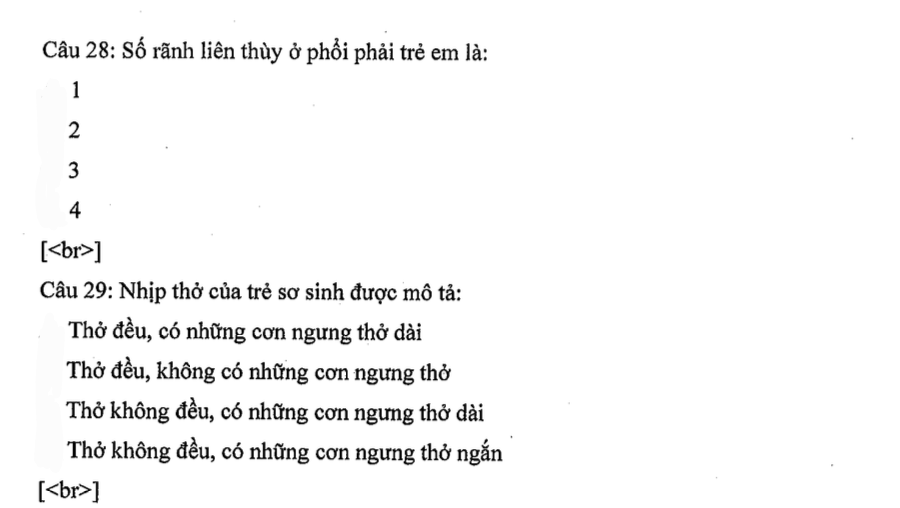 Câu 28: Số rãnh liên thùy ở phổi phải trẻ em là:
1
2
3
4
[<br>]
Câu 29: Nhịp thở của trẻ sơ sinh được mô tả:
Thở đều, có những cơn ngưng thở dài
Thở đều, không có những cơn ngưng thở
Thở không đều, có những cơn ngưng thở dài
Thở không đều, có những cơn ngưng thở ngắn
[<br>]